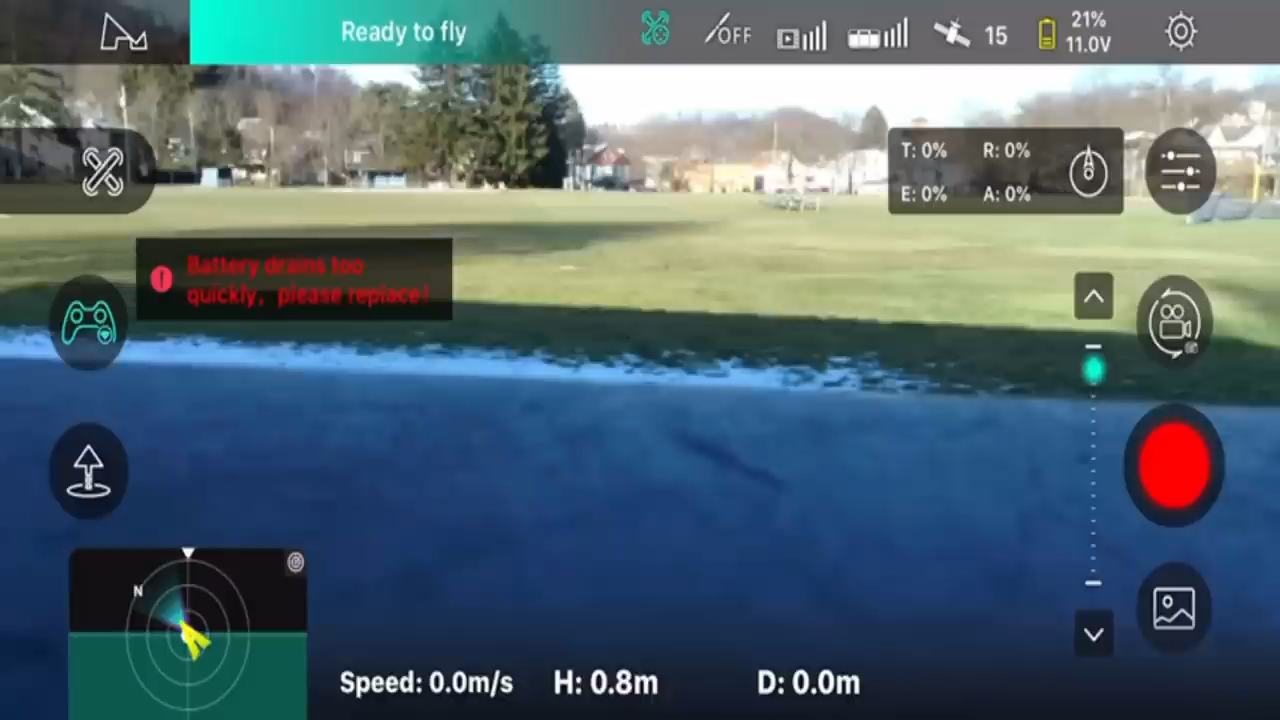 Ready to fly
OFF
15
21%
11.0V
T: 0% R: 0%
E: 0% A: 0%
Battery drains too
quickly, please replace!
N
Speed: 0.0m/s H: 0.8m D: 0.0m